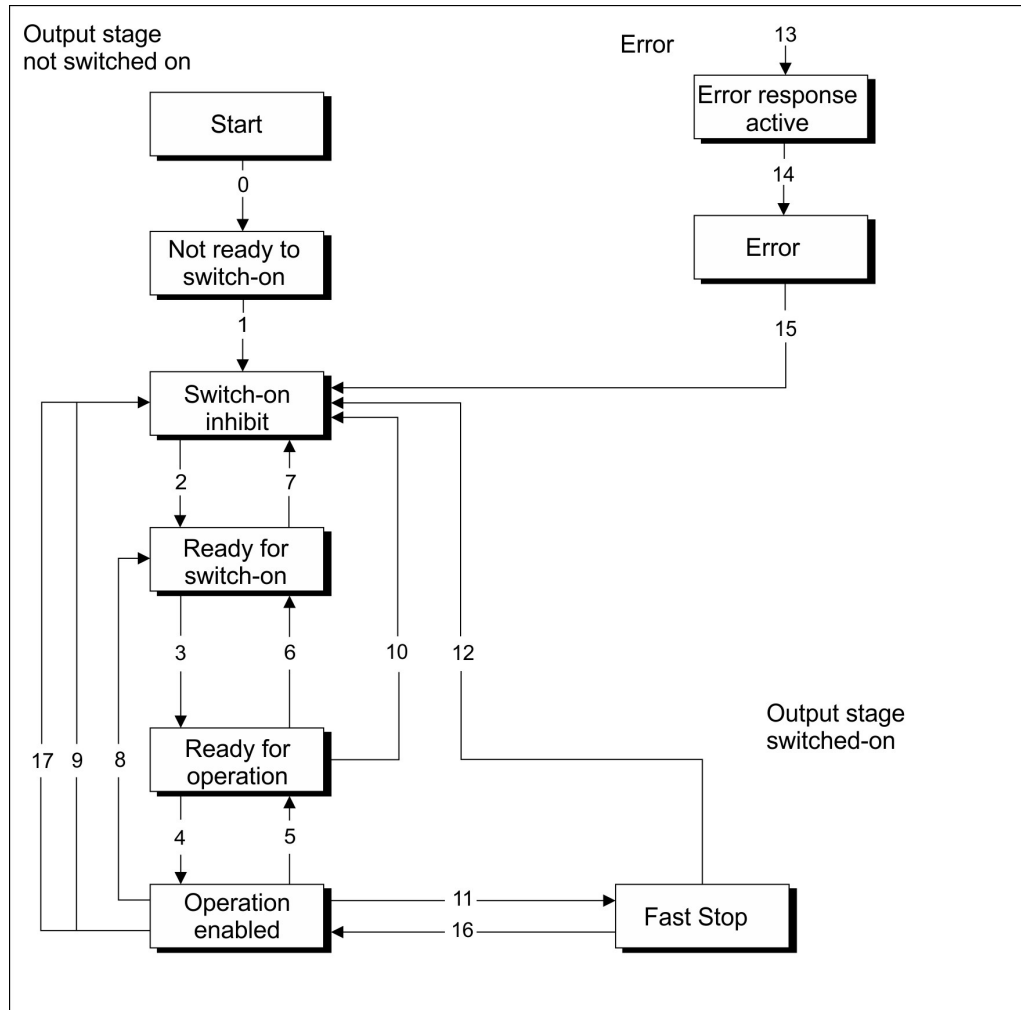 Output stage
not switched on
Error
13
Start
Error response
active
0
14
Not ready to
switch-on
Error
1
15
Switch-on
inhibit
2
7
Ready for
switch-on
3
6
10
12
Output stage
switched-on
Ready for
operation
17
9
8
4
5
Operation
enabled
11
16
Fast Stop